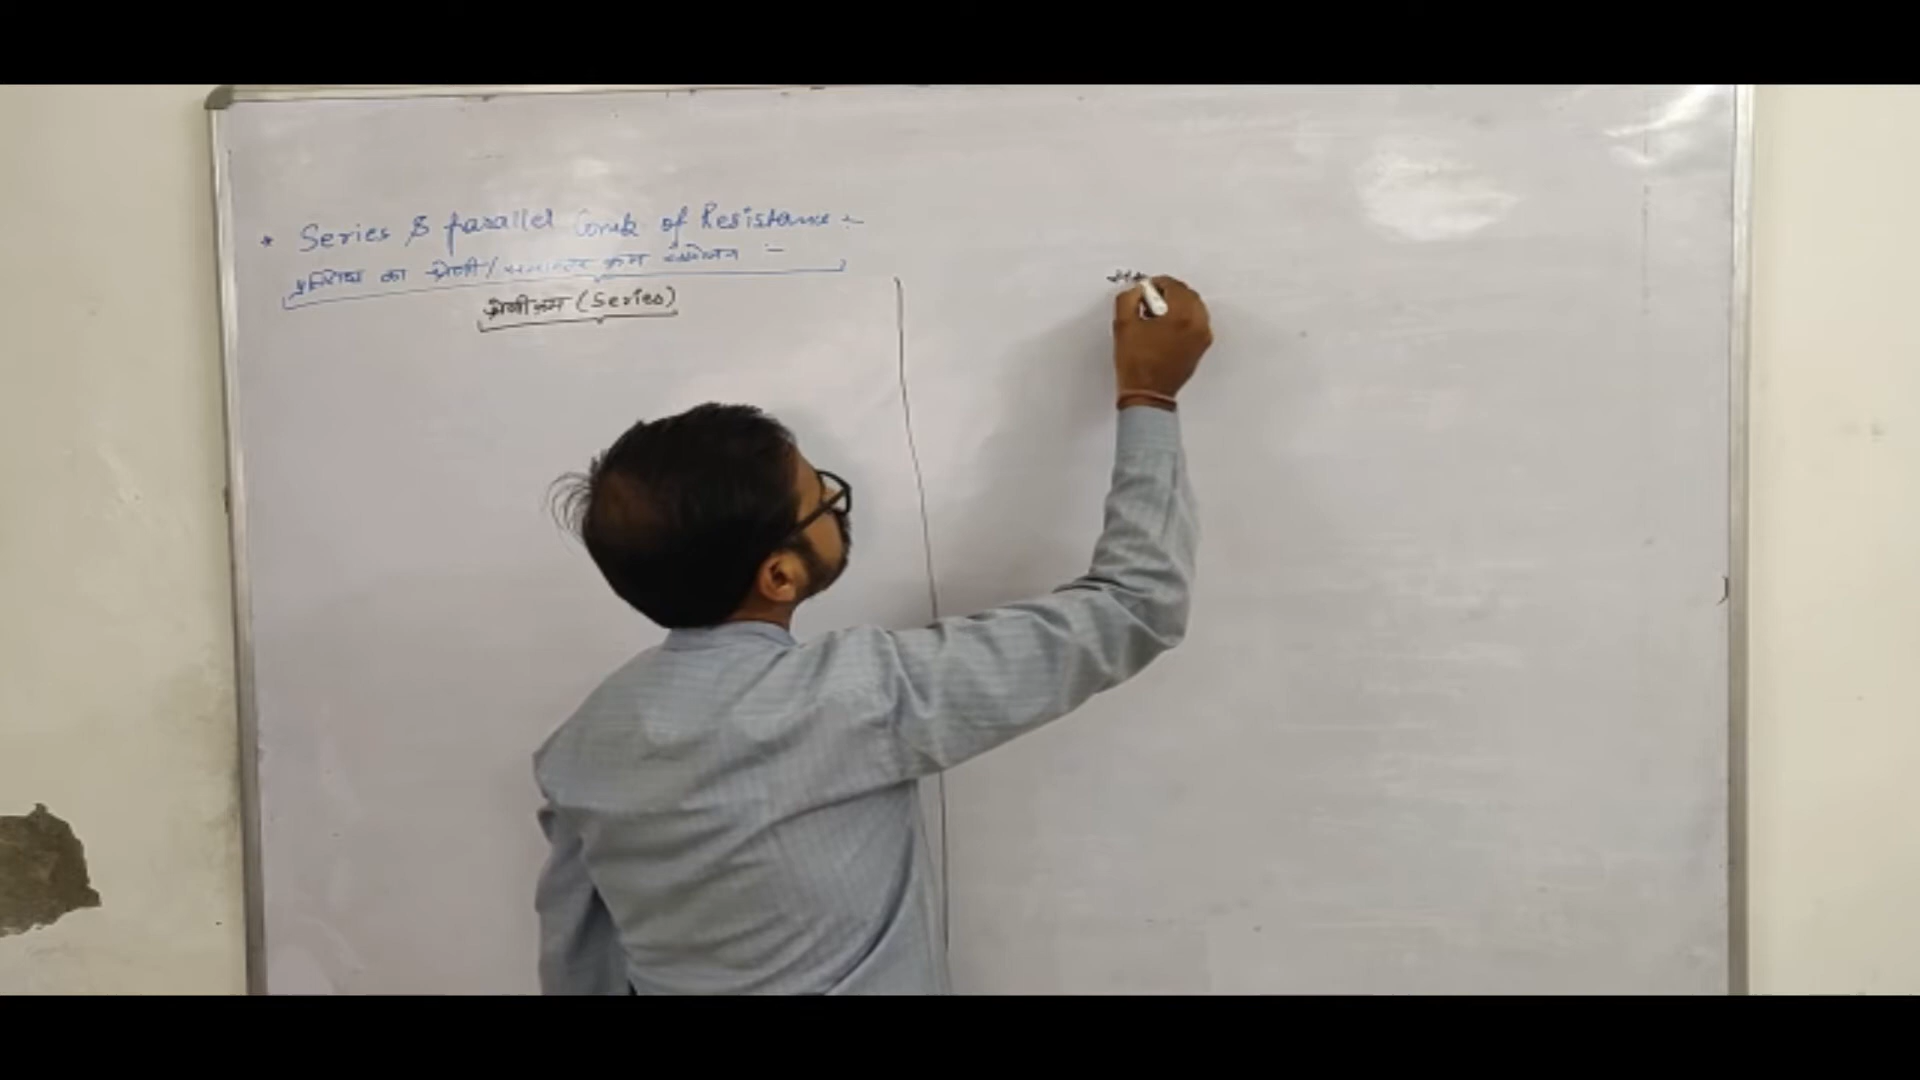 * Series & parallel Comb of Resistance :-
प्रतिरोध का श्रेणी/समान्तर क्रम संयोजन :-
श्रेणीक्रम (Series)